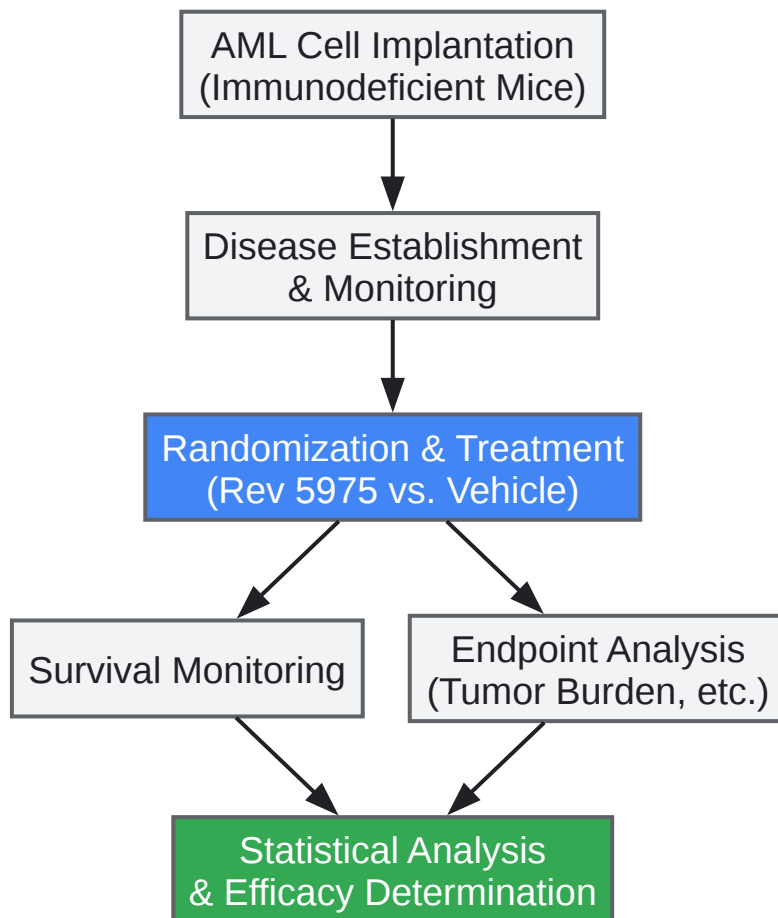 AML Cell Implantation
(Immunodeficient Mice)
Disease Establishment
& Monitoring
Randomization & Treatment
(Rev 5975 vs. Vehicle)
Survival Monitoring
Endpoint Analysis
(Tumor Burden, etc.)
Statistical Analysis
& Efficacy Determination